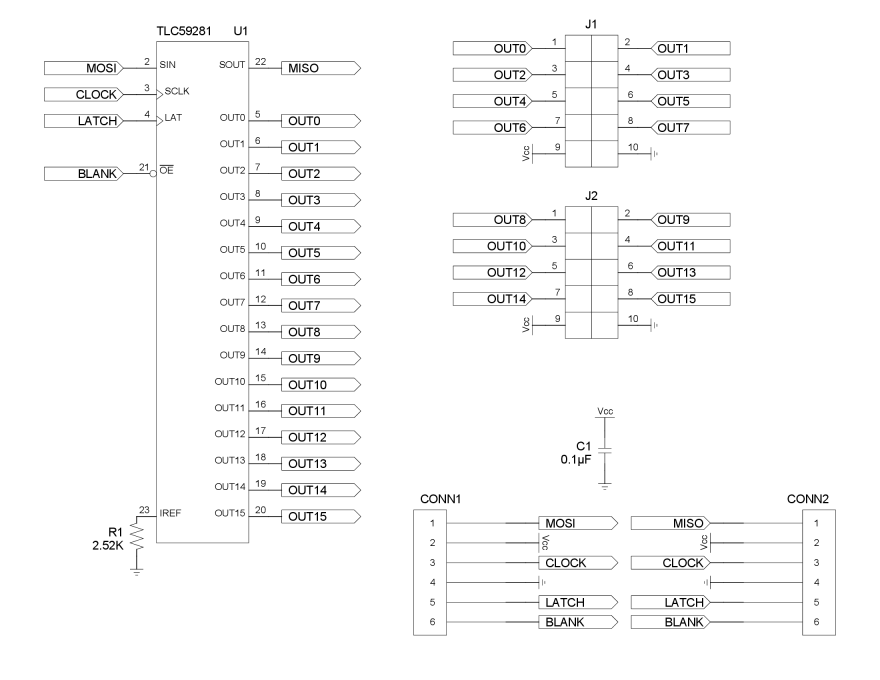 TLC59281 U1
MOSI 2 SIN SOUT 22 MISO
CLOCK 3 SCLK
LATCH 4 LAT OUT0 5 OUT0
OUT1 6 OUT1
BLANK 21 OE OUT2 7 OUT2
OUT3 8 OUT3
OUT4 9 OUT4
OUT5 10 OUT5
OUT6 11 OUT6
OUT7 12 OUT7
OUT8 13 OUT8
OUT9 14 OUT9
OUT10 15 OUT10
OUT11 16 OUT11
OUT12 17 OUT12
OUT13 18 OUT13
OUT14 19 OUT14
23 IREF OUT15 20 OUT15
R1
2.52K
J1
OUT0 1 2 OUT1
OUT2 3 4 OUT3
OUT4 5 6 OUT5
OUT6 7 8 OUT7
Vcc 9 10
J2
OUT8 1 2 OUT9
OUT10 3 4 OUT11
OUT12 5 6 OUT13
OUT14 7 8 OUT15
Vcc 9 10
Vcc
C1
0.1µF
CONN1 CONN2
1 MOSI MISO 1
2 Vcc Vcc 2
3 CLOCK CLOCK 3
4 4
5 LATCH LATCH 5
6 BLANK BLANK 6